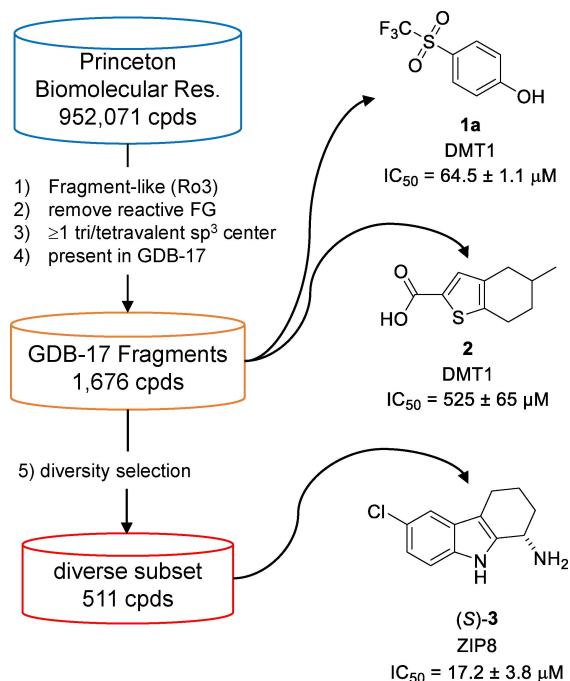 Princeton
Biomolecular Res.
952,071 cpds
1) Fragment-like (Ro3)
2) remove reactive FG
3) ≥1 tri/tetravalent sp³ center
4) present in GDB-17
GDB-17 Fragments
1,676 cpds
5) diversity selection
diverse subset
511 cpds
F₃C
O
S
O
OH
1a
DMT1
IC₅₀ = 64.5 ± 1.1 µM
O
HO
S
2
DMT1
IC₅₀ = 525 ± 65 µM
Cl
N
H
NH₂
(S)-3
ZIP8
IC₅₀ = 17.2 ± 3.8 µM